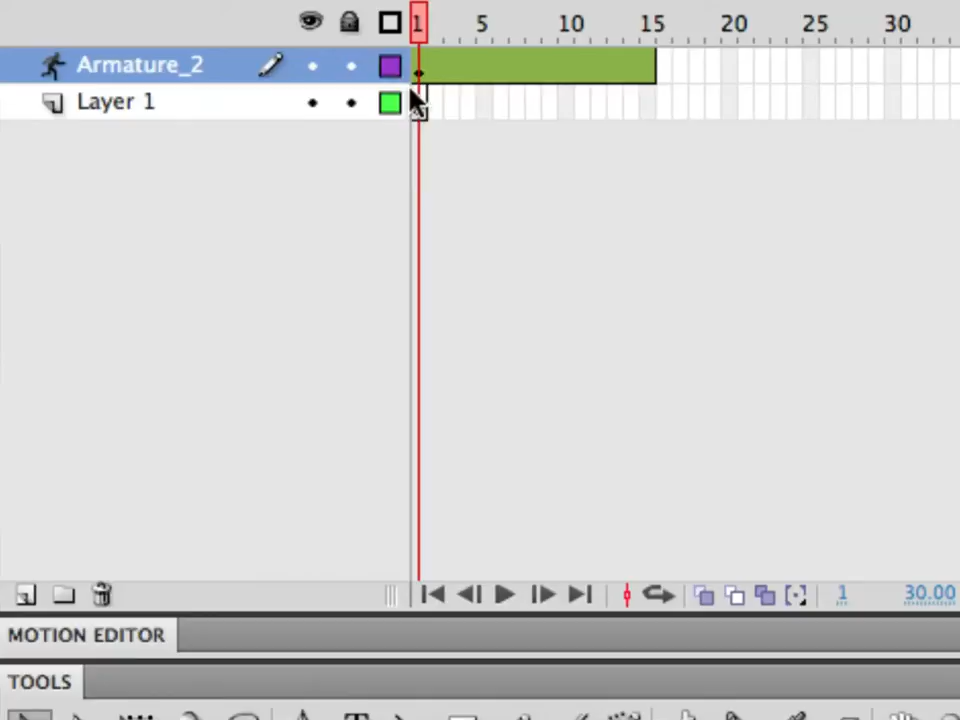 1 5 10 15 20 25 30
Armature_2
Layer 1
1 30.00
MOTION EDITOR
TOOLS